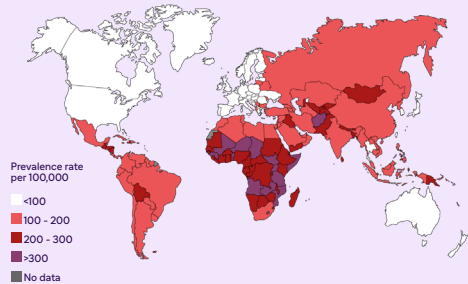 Prevalence rate
per 100,000
<100
100 - 200
200 - 300
>300
No data